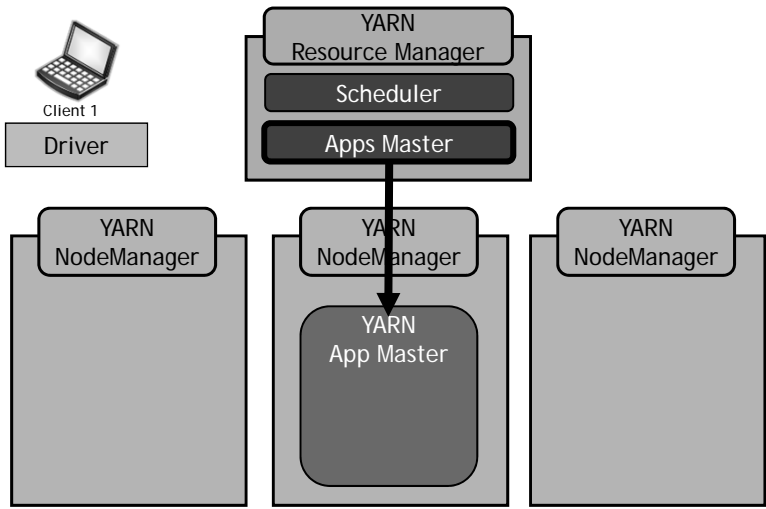 YARN
Resource Manager
Scheduler
Apps Master
Client 1
Driver
YARN
NodeManager
YARN
NodeManager
YARN
NodeManager
YARN
App Master